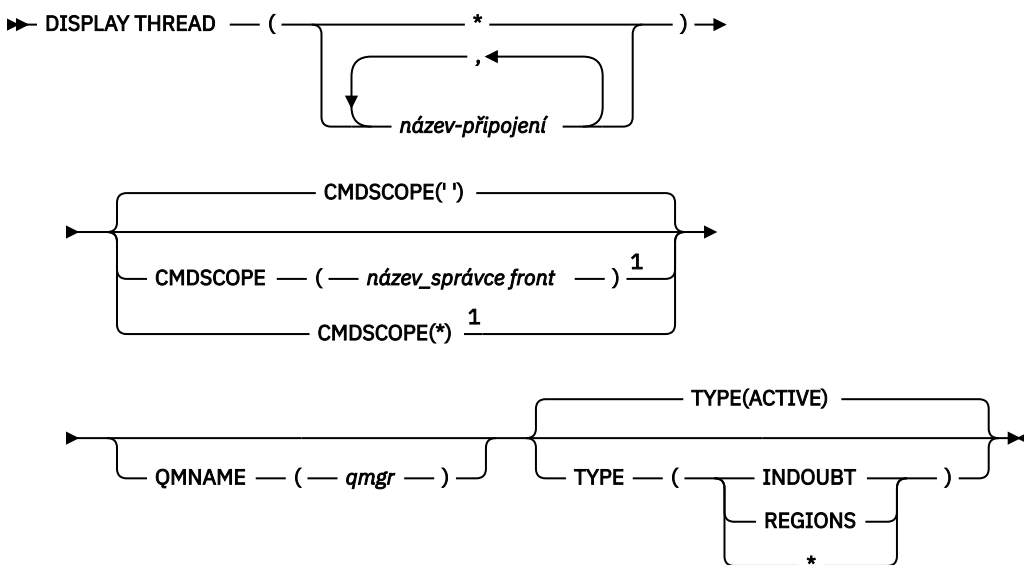 DISPLAY THREAD ( * )
,
název-připojení
CMDSCOPE(' ')
CMDSCOPE ( název_správce front ) 1
CMDSCOPE(*) 1
TYPE(ACTIVE)
QMNAME ( qmgr ) TYPE ( INDOUBT )
REGIONS
*